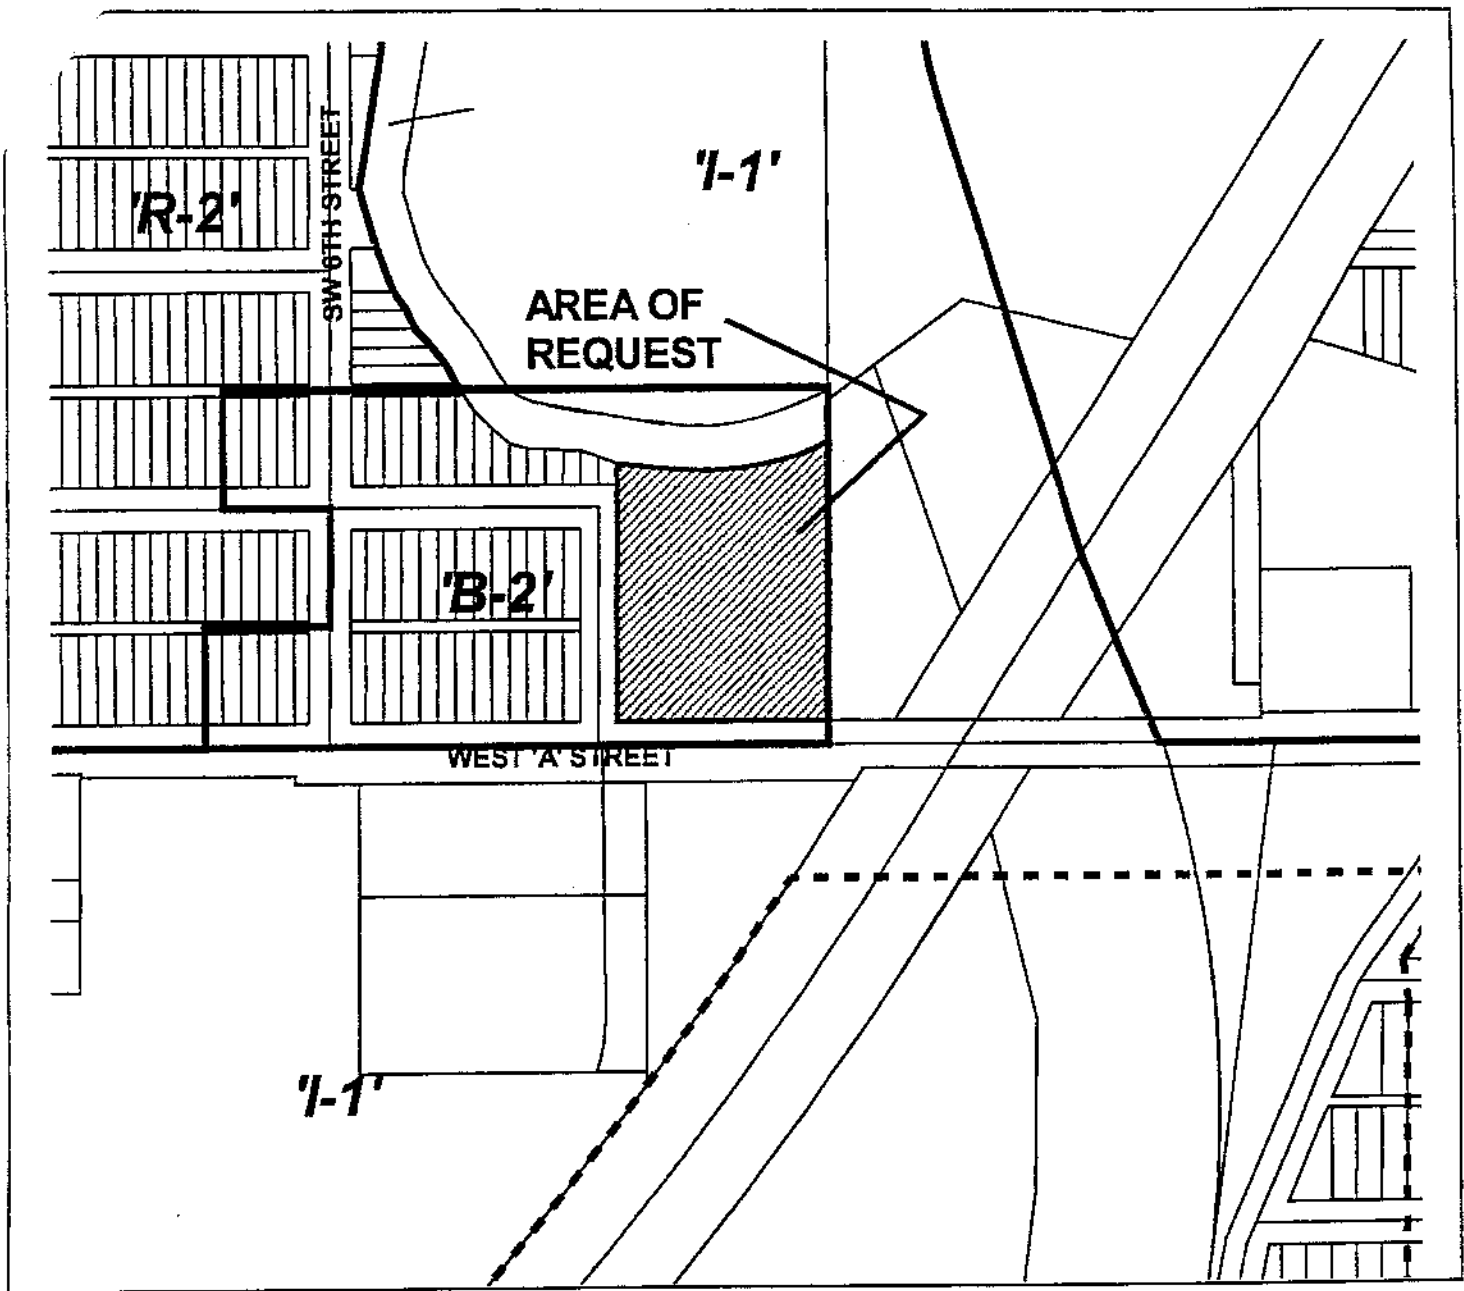 'I-1'
'R-2'
SW 6TH STREET
AREA OF
REQUEST
'B-2'
WEST 'A' STREET
'I-1'